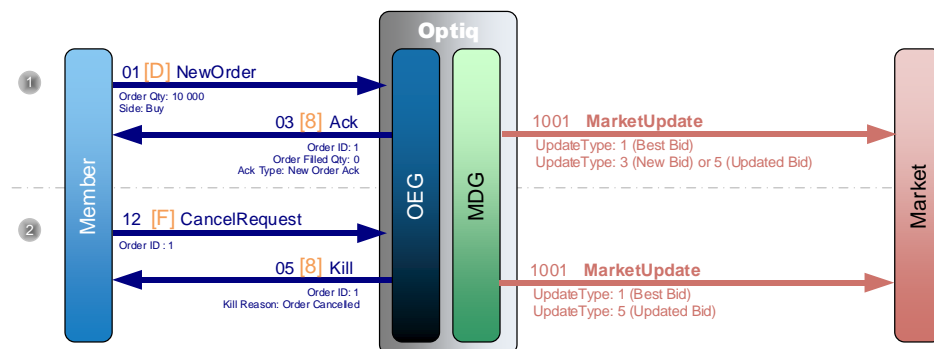 Optiq
1
01 [D] NewOrder
Order Qty: 10 000
Side: Buy
03 [8] Ack
Order ID: 1
Order Filled Qty: 0
Ack Type: New Order Ack
1001 MarketUpdate
UpdateType: 1 (Best Bid)
UpdateType: 3 (New Bid) or 5 (Updated Bid)
Member
OEG
MDG
Market
2
12 [F] CancelRequest
Order ID : 1
05 [8] Kill
Order ID: 1
Kill Reason: Order Cancelled
1001 MarketUpdate
UpdateType: 1 (Best Bid)
UpdateType: 5 (Updated Bid)